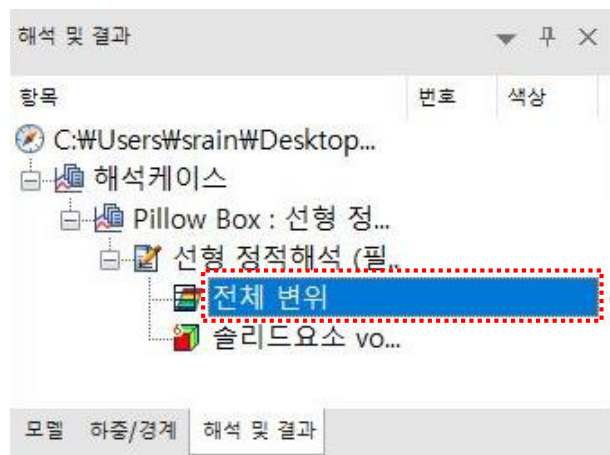 해석 및 결과
항목 번호 색상
C:₩Users₩srain₩Desktop...
해석케이스
Pillow Box : 선형 정...
선형 정적해석 (필...
전체 변위
솔리드요소 vo...
모델 하중/경계 해석 및 결과